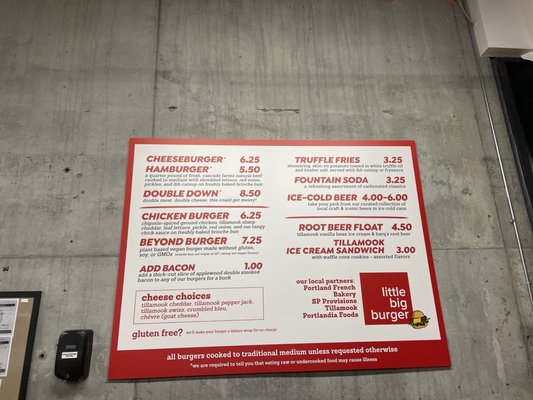 CHEESEBURGER* 6.25
HAMBURGER* 5.50
a quarter pound of fresh, cascade farms natural beef
cooked to medium with shredded lettuce, red onion,
pickles, and lbb catsup on freshly baked brioche bun
DOUBLE DOWN* 8.50
double meat, double cheese, this could get messy!
CHICKEN BURGER 6.25
chipotle-spiced ground chicken, tillamook sharp
cheddar, leaf lettuce, pickle, red onion, and our tangy
chick sauce on freshly baked brioche bun
BEYOND BURGER 7.25
plant based vegan burger made without gluten,
soy, or GMOs
ADD BACON 1.00
add a thick-cut slice of applewood double smoked
bacon to any of our burgers for a buck
cheese choices
tillamook cheddar, tillamook pepper jack,
tillamook swiss, crumbled bleu,
chèvre (goat cheese)
gluten free? we'll make your burger a lettuce wrap for no charge
TRUFFLE FRIES 3.25
shoestring, skin-on potatoes tossed in white truffle oil
and kosher salt, served with lbb catsup or frysauce
FOUNTAIN SODA 3.25
a refreshing assortment of carbonated classics
ICE-COLD BEER 4.00-6.00
take your pick from our curated collection of
local craft & iconic beers in ice cold cans
ROOT BEER FLOAT 4.50
tillamook vanilla bean ice cream & barq's root beer
TILLAMOOK
ICE CREAM SANDWICH 3.00
with waffle cone cookies - assorted flavors
our local partners:
Portland French
Bakery
SP Provisions
Tillamook
Portlandia Foods
little
big
burger
all burgers cooked to traditional medium unless requested otherwise
*we are required to tell you that eating raw or undercooked food may cause illness